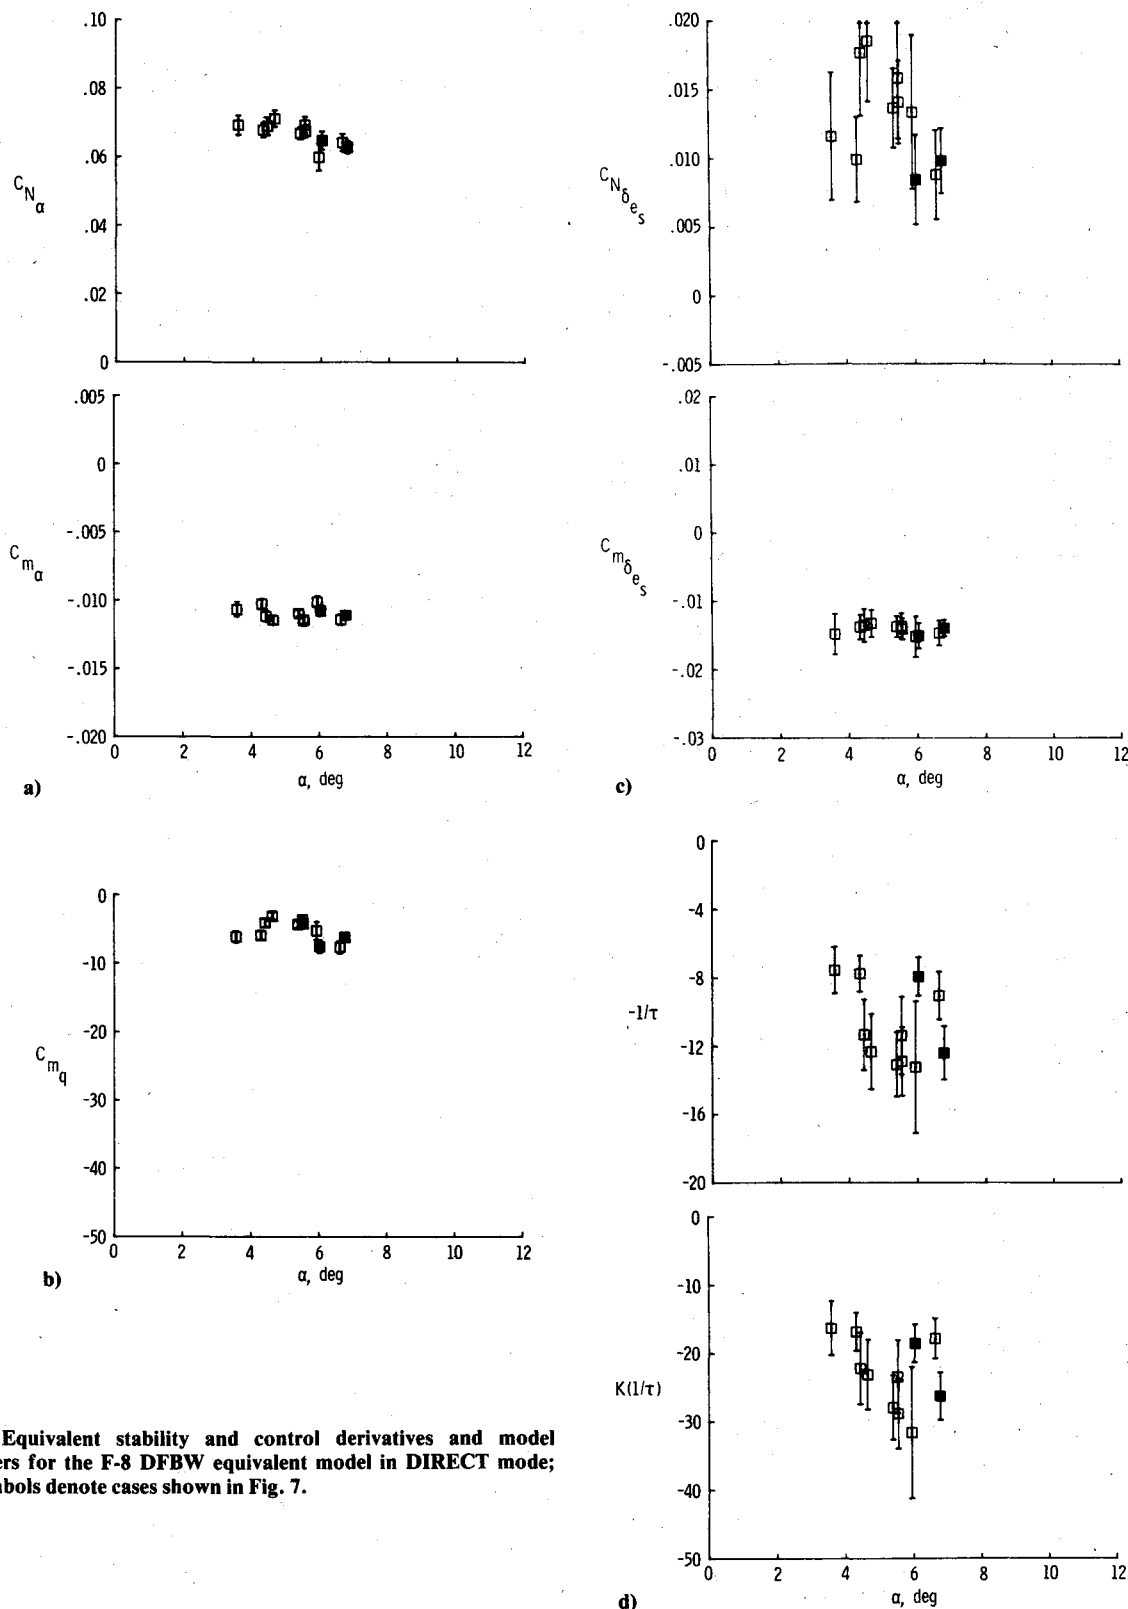 .10
.08
.06
.04
.02
0
C_Nα
.005
0
-.005
-.010
-.015
-.020
C_mα
0 2 4 6 8 10 12
α, deg
a)
0
-10
-20
-30
-40
-50
C_mq
0 2 4 6 8 10 12
α, deg
b)
Equivalent stability and control derivatives and model
ers for the F-8 DFBW equivalent model in DIRECT mode;
bols denote cases shown in Fig. 7.
.020
.015
.010
.005
0
-.005
C_Nδes
.02
.01
0
-.01
-.02
-.03
C_mδes
0 2 4 6 8 10 12
α, deg
c)
0
-4
-8
-12
-16
-20
-1/τ
0
-10
-20
-30
-40
-50
K(1/τ)
0 2 4 6 8 10 12
α, deg
d)